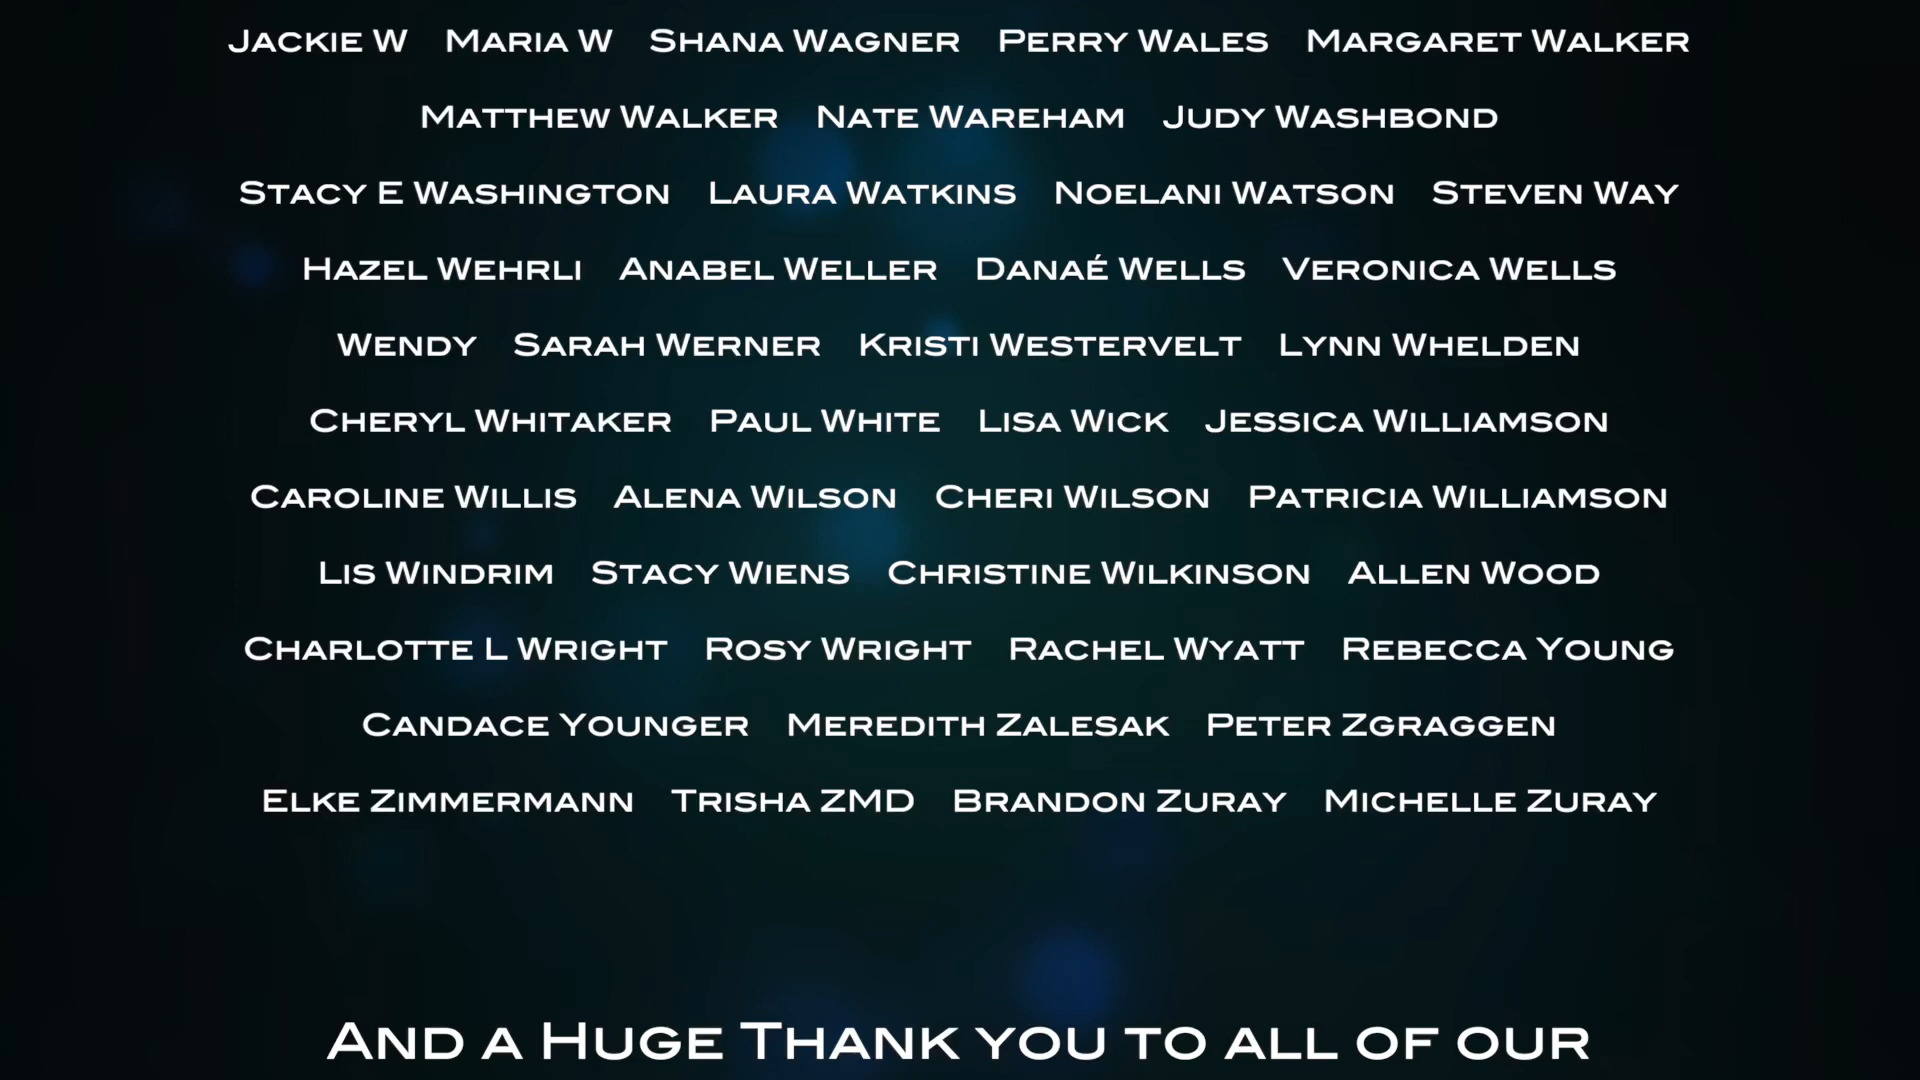 Jackie W Maria W Shana Wagner Perry Wales Margaret Walker
Matthew Walker Nate Wareham Judy Washbond
Stacy E Washington Laura Watkins Noelani Watson Steven Way
Hazel Wehrli Anabel Weller Danaé Wells Veronica Wells
Wendy Sarah Werner Kristi Westervelt Lynn Whelden
Cheryl Whitaker Paul White Lisa Wick Jessica Williamson
Caroline Willis Alena Wilson Cheri Wilson Patricia Williamson
Lis Windrim Stacy Wiens Christine Wilkinson Allen Wood
Charlotte L Wright Rosy Wright Rachel Wyatt Rebecca Young
Candace Younger Meredith Zalesak Peter Zgraggen
Elke Zimmermann Trisha ZMD Brandon Zuray Michelle Zuray
And a Huge Thank you to all of our